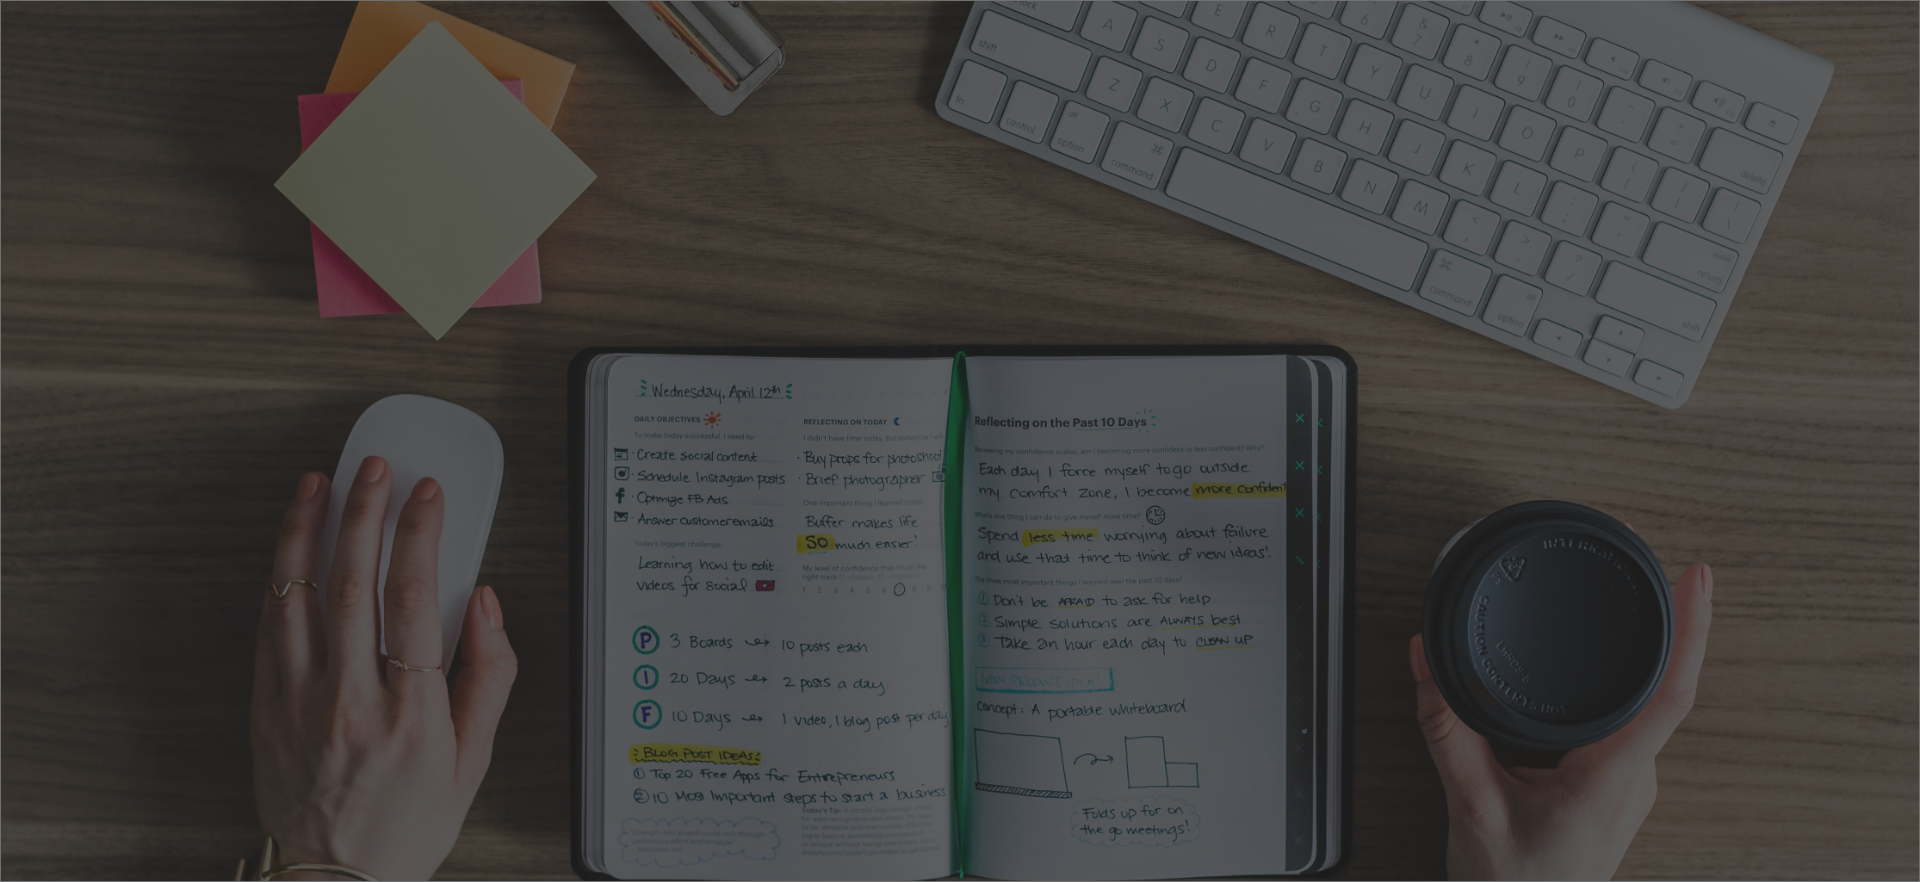 Wednesday, April 12th
DAILY OBJECTIVES
To make today successful, I need to:
· Create social content
· Schedule Instagram posts
· Optimize FB Ads
· Answer customer emails
Today's biggest challenge:
Learning how to edit
videos for social
REFLECTING ON TODAY
I didn't have time today, but tomorrow I will:
· Buy props for photoshoot
· Brief photographer
One important thing I learned today:
Buffer makes life
SO much easier!
My level of confidence that I'm on the
right track
1 2 3 4 5 6 7 8 9
P 3 Boards 10 posts each
I 20 Days 2 posts a day
F 10 Days 1 video, 1 blog post per day
BLOG POST IDEAS:
1 Top 20 Free Apps for Entrepreneurs
2 10 Most Important steps to start a business
Today's Tip:
Reflecting on the Past 10 Days
Reviewing my confidence scales, am I becoming more confident or less confident? Why?
Each day I force myself to go outside
my comfort zone, I become more confident
What's one thing I can do to give myself more time?
Spend less time worrying about failure
and use that time to think of new ideas!
The three most important things I learned over the past 10 days?
1 Don't be AFRAID to ask for help
2 Simple solutions are ALWAYS best
3 Take an hour each day to CLEAN UP
NEW PRODUCT IDEA!
Concept: A portable whiteboard
Folds up for on
the go meetings!
shift
A
S
D
F
G
H
J
K
L
E
R
T
Y
U
I
O
P
Z
X
C
V
B
N
M
6
7
8
9
0
delete
return
shift
fn
control
alt
option
command
command
option
CAUTION CONTENTS HOT